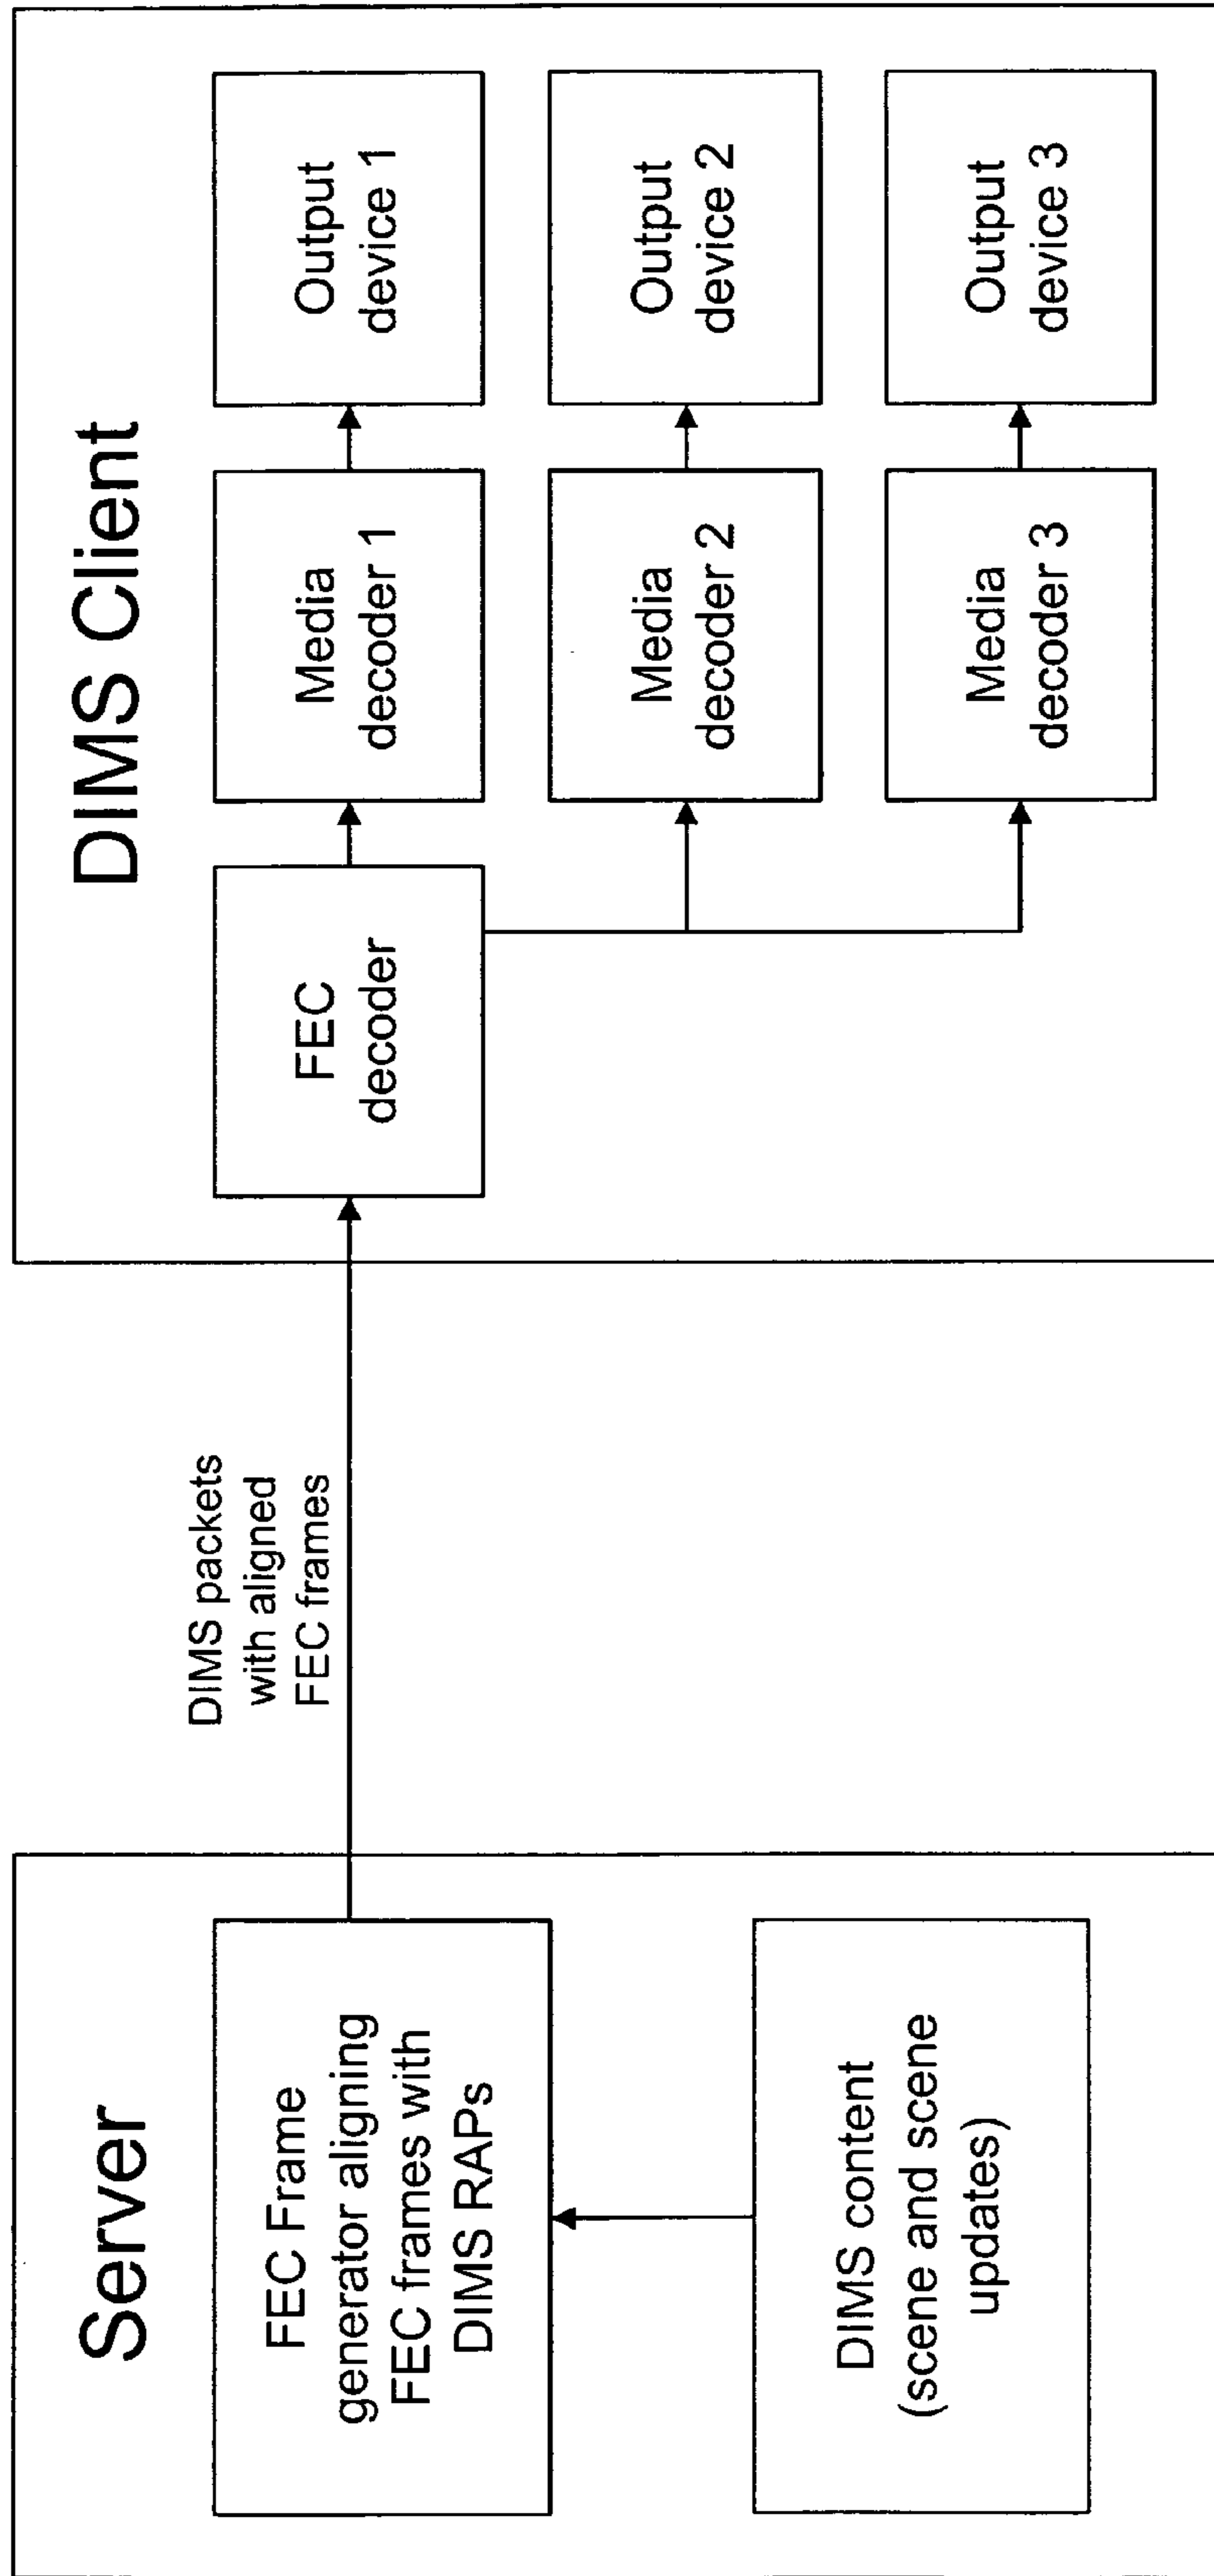 Server
FEC Frame
generator aligning
FEC frames with
DIMS RAPs
DIMS content
(scene and scene
updates)
DIMS packets
with aligned
FEC frames
DIMS Client
FEC
decoder
Media
decoder 1
Output
device 1
Media
decoder 2
Output
device 2
Media
decoder 3
Output
device 3